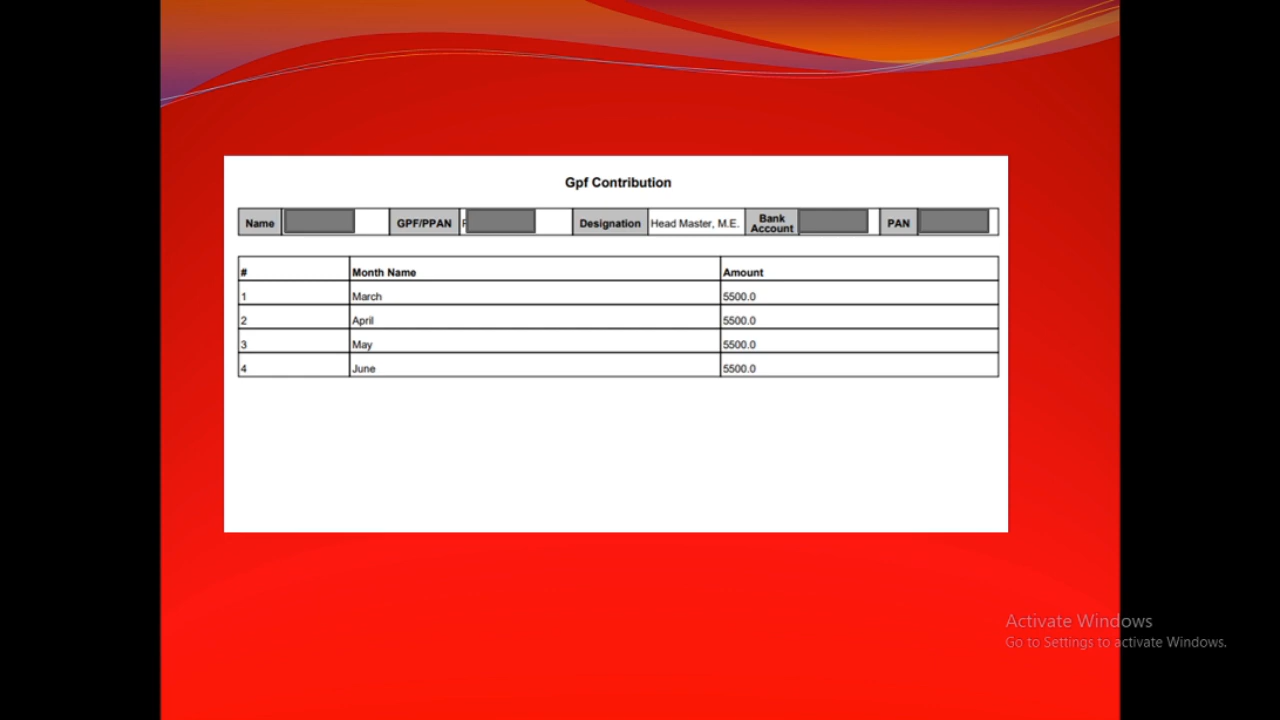 Gpf Contribution
Name GPF/PPAN Designation Head Master, M.E. Bank Account PAN
# Month Name Amount
1 March 5500.0
2 April 5500.0
3 May 5500.0
4 June 5500.0
Activate Windows
Go to Settings to activate Windows.